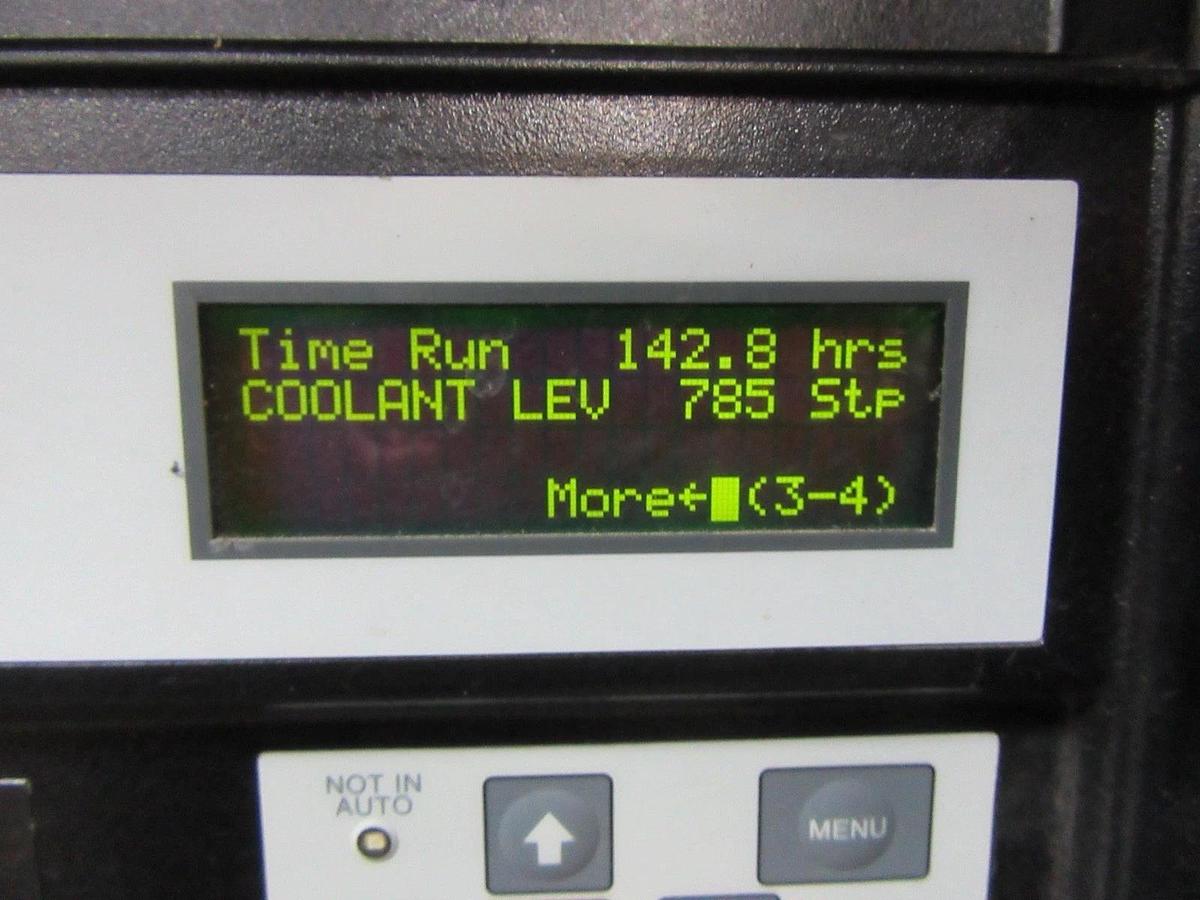 Time Run 142.8 hrs
COOLANT LEV 785 Stp
More←█(3-4)
NOT IN
AUTO
MENU